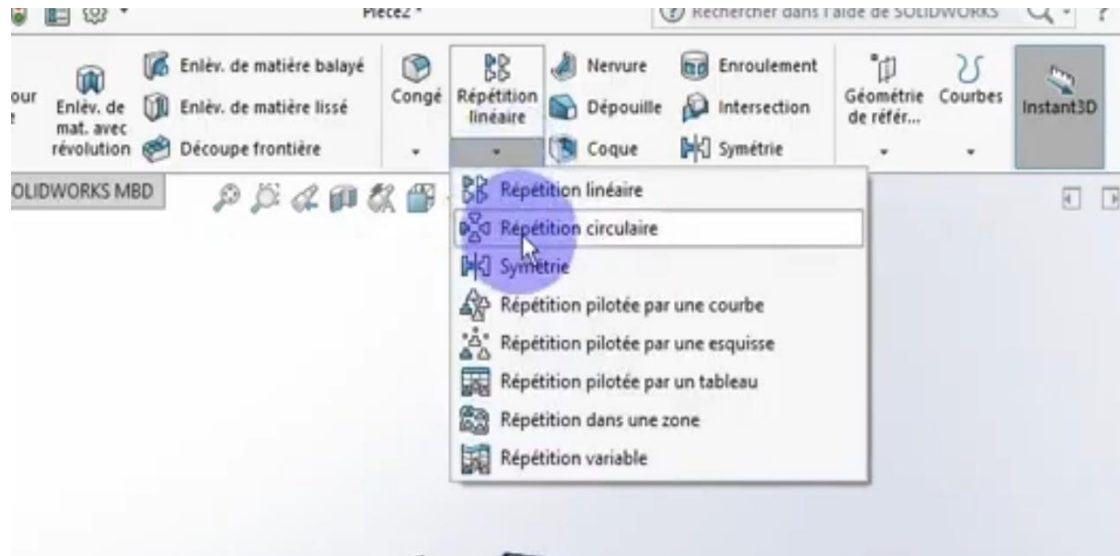 Pièce2 *
Rechercher dans l'aide de SOLIDWORKS
?
our
Enlèv. de
mat. avec
révolution
Enlèv. de matière balayé
Enlèv. de matière lissé
Découpe frontière
Congé
Répétition
linéaire
Nervure
Dépouille
Coque
Enroulement
Intersection
Symétrie
Géométrie
de référ...
Courbes
Instant3D
OLIDWORKS MBD
Répétition linéaire
Répétition circulaire
Symétrie
Répétition pilotée par une courbe
Répétition pilotée par une esquisse
Répétition pilotée par un tableau
Répétition dans une zone
Répétition variable